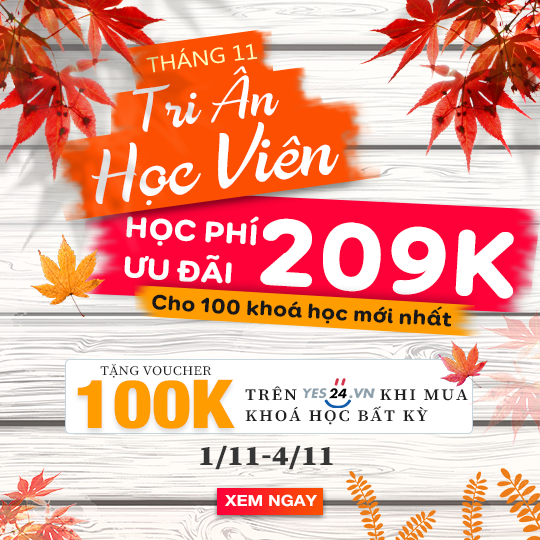 THÁNG 11
Tri Ân
Học Viên
HỌC PHÍ
ƯU ĐÃI
209K
Cho 100 khoá học mới nhất
TẶNG VOUCHER
100K
TRÊN YES24.VN KHI MUA
KHOÁ HỌC BẤT KỲ
1/11-4/11
XEM NGAY